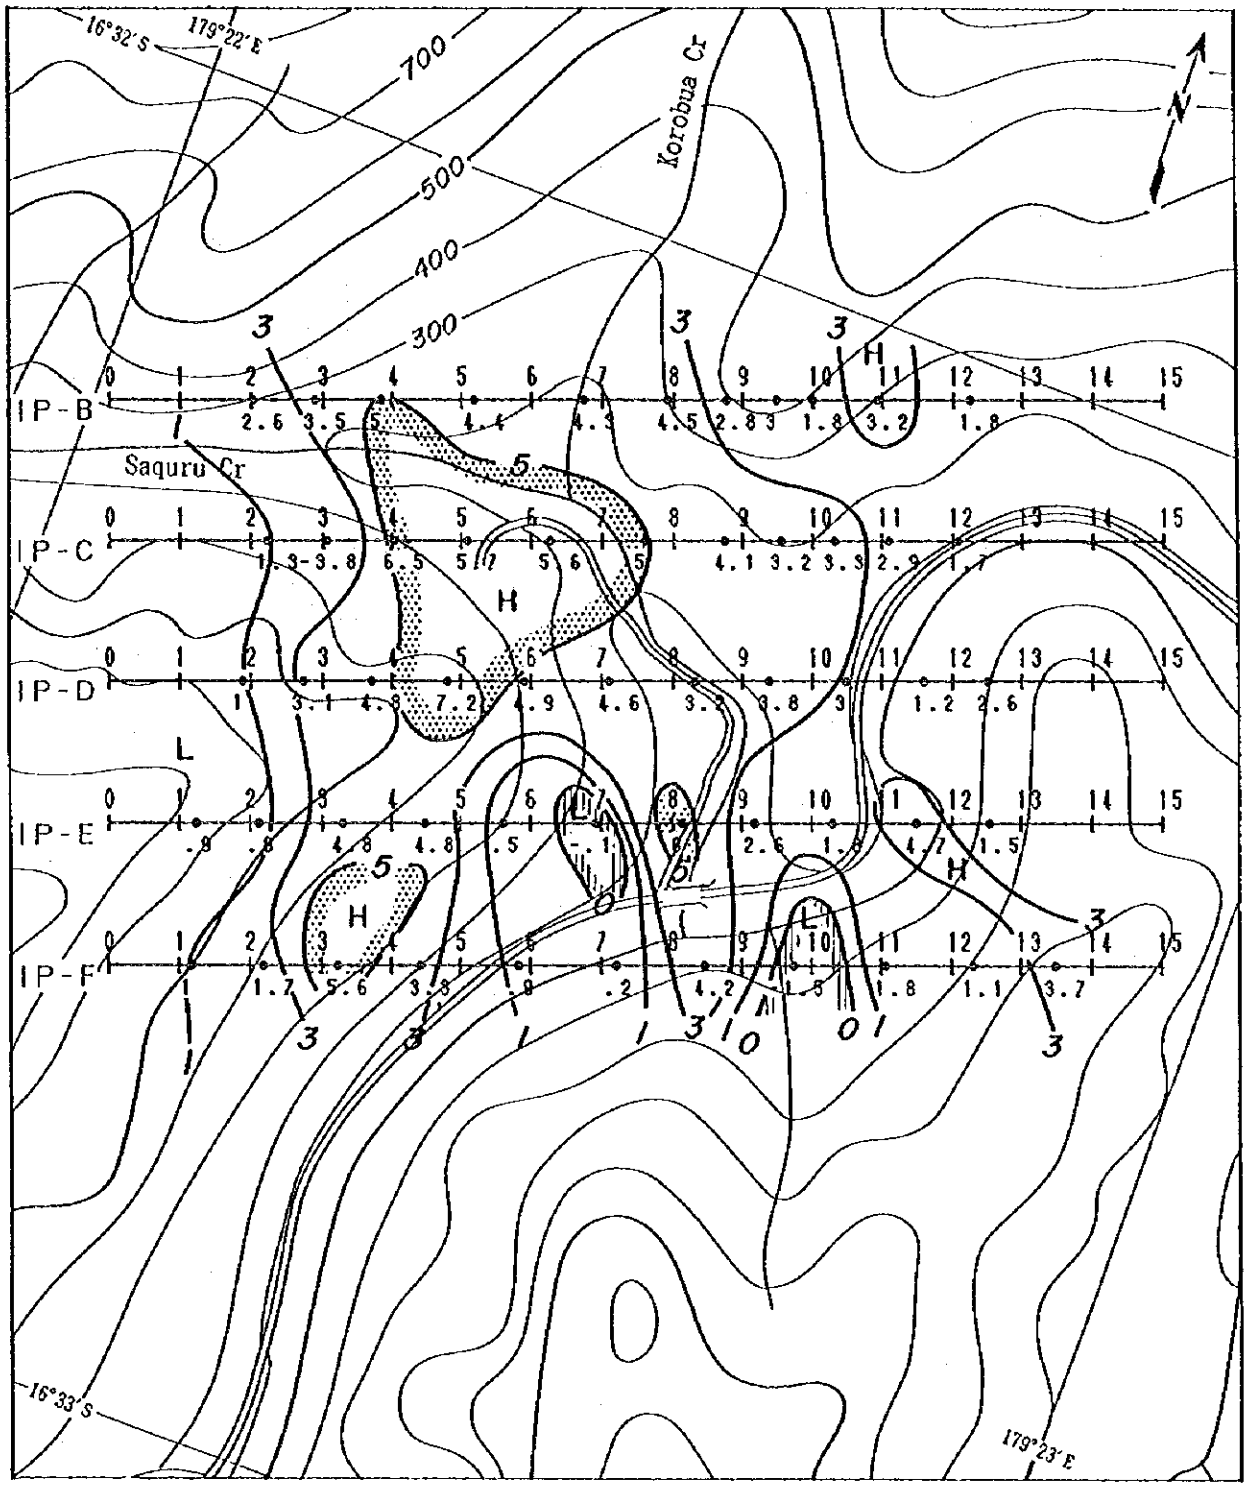 16°32′S 179°22′E
700
Korobua Cr
N
500
400
300
3 3 3
H
0 1 2 3 4 5 6 7 8 9 10 11 12 13 14 15
IP-B
2.6 3.5 5 4.4 4.3 4.5 2.8 3 1.8 3.2 1.8
1
Saquru Cr
5
0 1 2 3 4 5 6 7 8 9 10 11 12 13 14 15
IP-C
1.3 3.8 6.5 5.7 5.6 5 4.1 3.2 3.3 2.9 1.7
H
0 1 2 3 4 5 6 7 8 9 10 11 12 13 14 15
IP-D
1 3.1 4.8 7.2 4.9 4.6 3.2 3.8 3 1.2 2.6
L
0 1 2 3 4 5 6 7 8 9 10 11 12 13 14 15
IP-E
L
.9 4.8 4.8 .5 -.1 2.6 1.8 4.7 1.5
5 5 H
H 0 L 3
0 1 2 3 4 5 6 7 8 9 10 11 12 13 14 15
IP-F
1.7 5.6 3.8 .9 .2 4.2 1.8 1.1 3.7
1 3 3 1 1 3 1 0 0 1 3
16°33′S
179°23′E